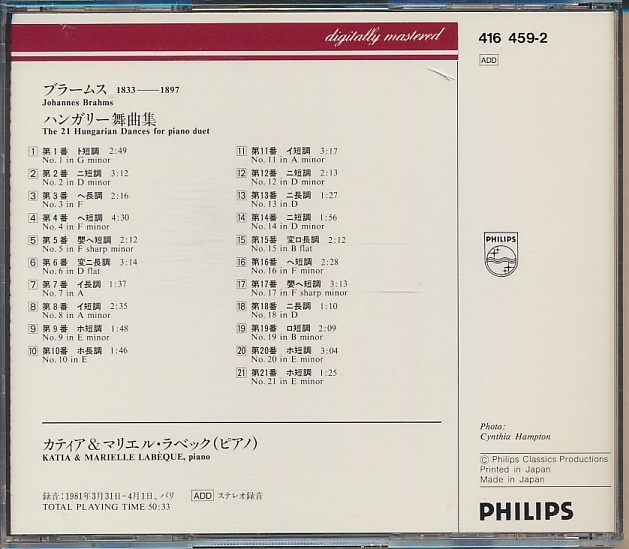 digitally mastered
416 459-2
ADD
ブラームス 1833——1897
Johannes Brahms
ハンガリー舞曲集
The 21 Hungarian Dances for piano duet
1 第1番 ト短調 2:49
No. 1 in G minor
2 第2番 ニ短調 3:12
No. 2 in D minor
3 第3番 ヘ長調 2:16
No. 3 in F
4 第4番 ヘ短調 4:30
No. 4 in F minor
5 第5番 嬰ヘ短調 2:12
No. 5 in F sharp minor
6 第6番 変ニ長調 3:14
No. 6 in D flat
7 第7番 イ長調 1:37
No. 7 in A
8 第8番 イ短調 2:35
No. 8 in A minor
9 第9番 ホ短調 1:48
No. 9 in E minor
10 第10番 ホ長調 1:46
No. 10 in E
11 第11番 イ短調 3:17
No. 11 in A minor
12 第12番 ニ短調 2:13
No. 12 in D minor
13 第13番 ニ長調 1:27
No. 13 in D
14 第14番 ニ短調 1:56
No. 14 in D minor
15 第15番 変ロ長調 2:12
No. 15 in B flat
16 第16番 ヘ短調 2:28
No. 16 in F minor
17 第17番 嬰ヘ短調 3:13
No. 17 in F sharp minor
18 第18番 ニ長調 1:10
No. 18 in D
19 第19番 ロ短調 2:09
No. 19 in B minor
20 第20番 ホ短調 3:04
No. 20 in E minor
21 第21番 ホ短調 1:25
No. 21 in E minor
PHILIPS
カティア&マリエル・ラベック(ピアノ)
KATIA & MARIELLE LABÈQUE, piano
録音:1981年3月31日-4月1日、パリ ADD ステレオ録音
TOTAL PLAYING TIME 50:33
Photo:
Cynthia Hampton
© Philips Classics Productions
Printed in Japan
Made in Japan
PHILIPS